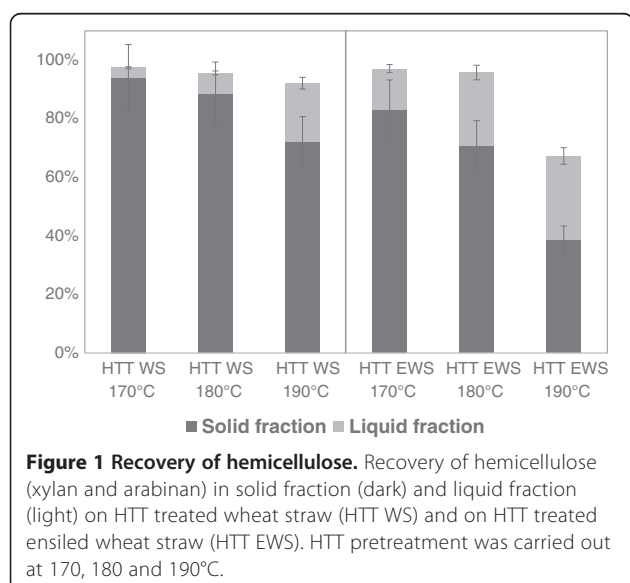 100%
80%
60%
40%
20%
0%
HTT WS HTT WS HTT WS HTT EWS HTT EWS HTT EWS
170°C 180°C 190°C 170°C 180°C 190°C
Solid fraction Liquid fraction
Figure 1 Recovery of hemicellulose. Recovery of hemicellulose
(xylan and arabinan) in solid fraction (dark) and liquid fraction
(light) on HTT treated wheat straw (HTT WS) and on HTT treated
ensiled wheat straw (HTT EWS). HTT pretreatment was carried out
at 170, 180 and 190°C.